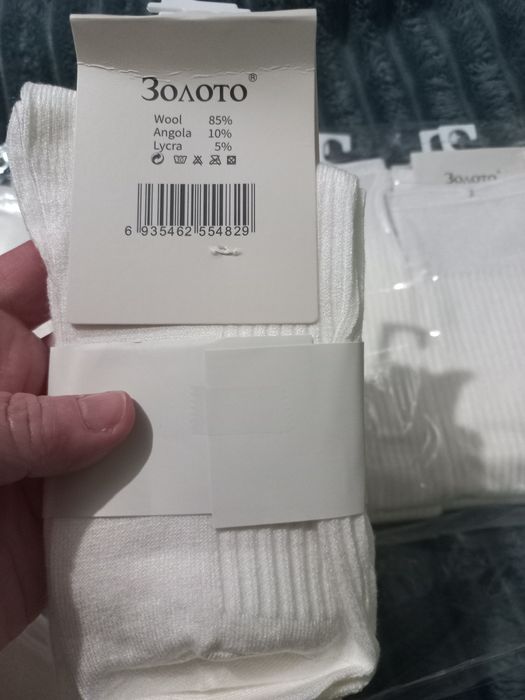 Золото®
Wool 85%
Angola 10%
Lycra 5%
6 935462 554829
Золото